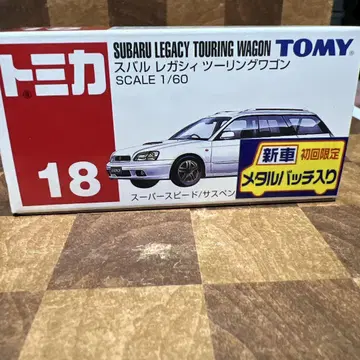 トミカ
18
SUBARU LEGACY TOURING WAGON TOMY
スバル レガシィ ツーリングワゴン
SCALE 1/60
新車 初回限定
メタルバッチ入り
スーパースピード/サスペン